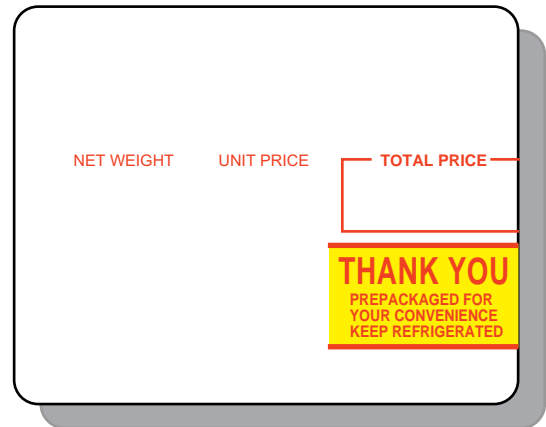 NET WEIGHT UNIT PRICE TOTAL PRICE
THANK YOU
PREPACKAGED FOR
YOUR CONVENIENCE
KEEP REFRIGERATED